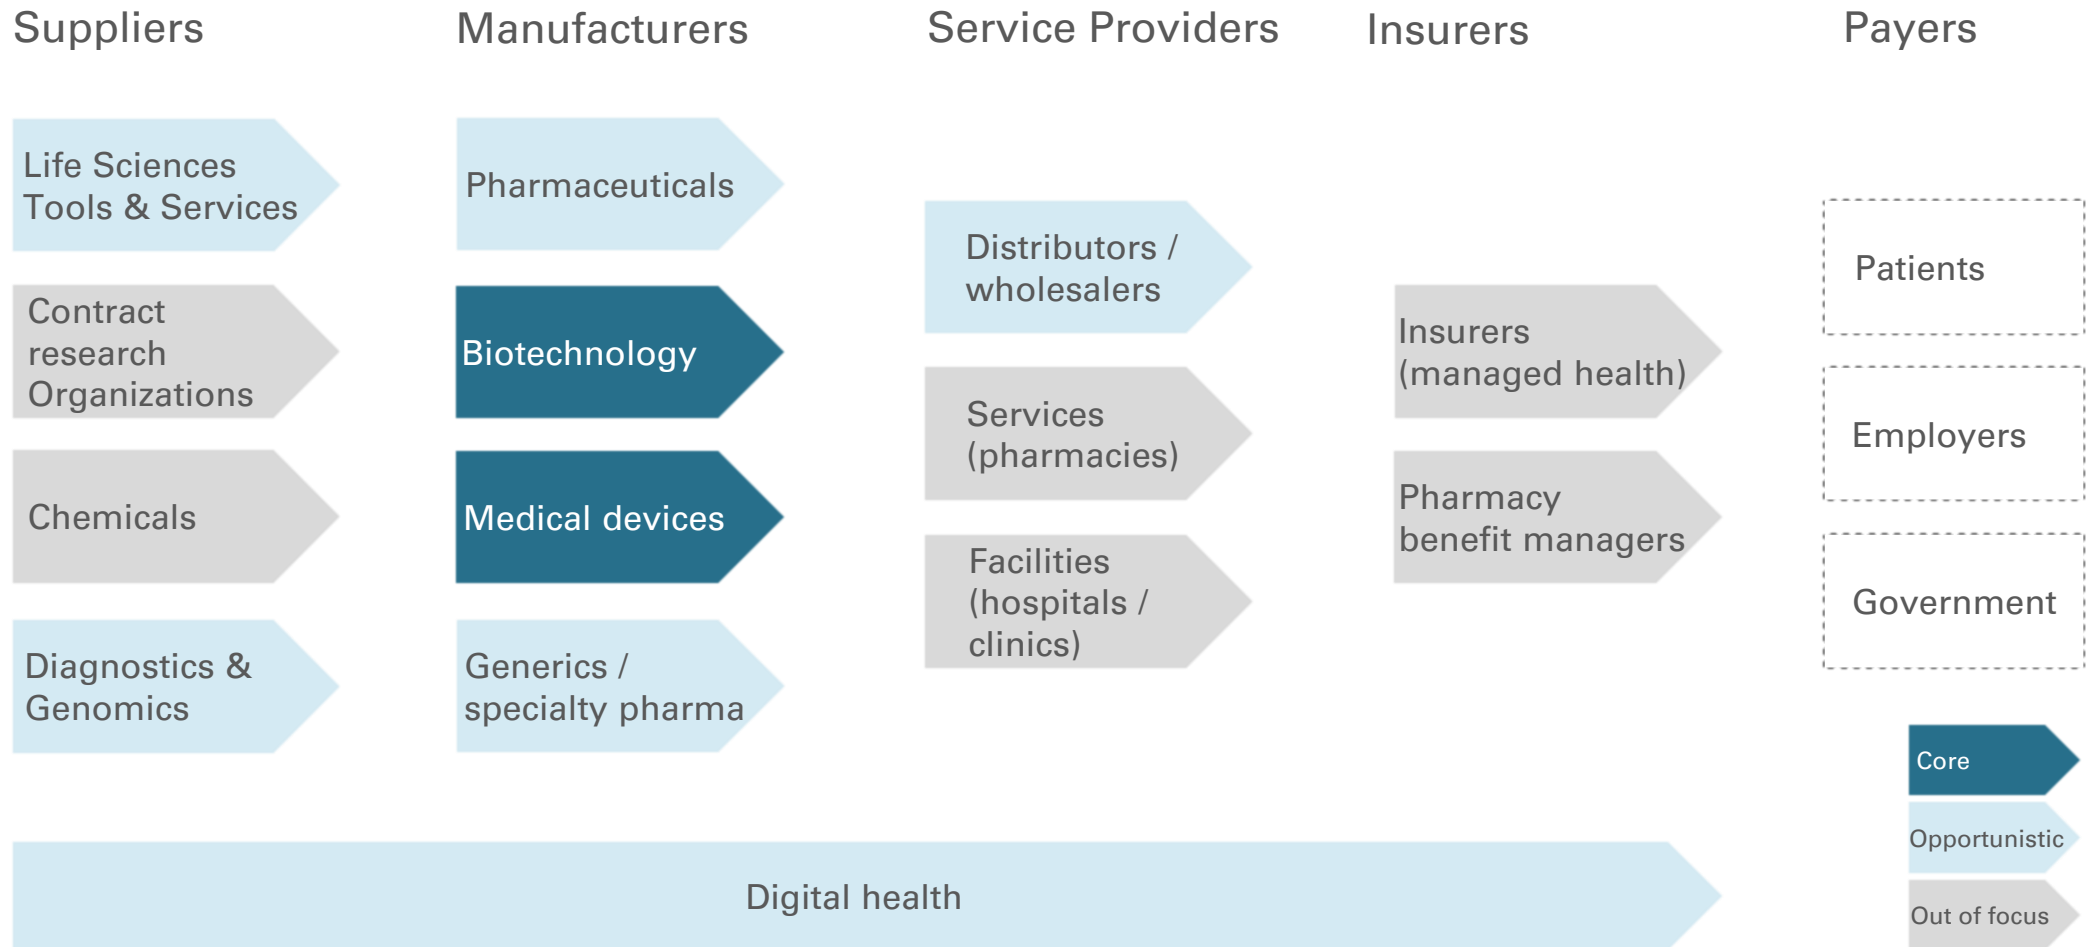 Suppliers
Manufacturers
Service Providers
Insurers
Payers
Life Sciences
Tools & Services
Contract
research
Organizations
Chemicals
Diagnostics &
Genomics
Pharmaceuticals
Biotechnology
Medical devices
Generics /
specialty pharma
Distributors /
wholesalers
Services
(pharmacies)
Facilities
(hospitals /
clinics)
Insurers
(managed health)
Pharmacy
benefit managers
Patients
Employers
Government
Digital health
Core
Opportunistic
Out of focus